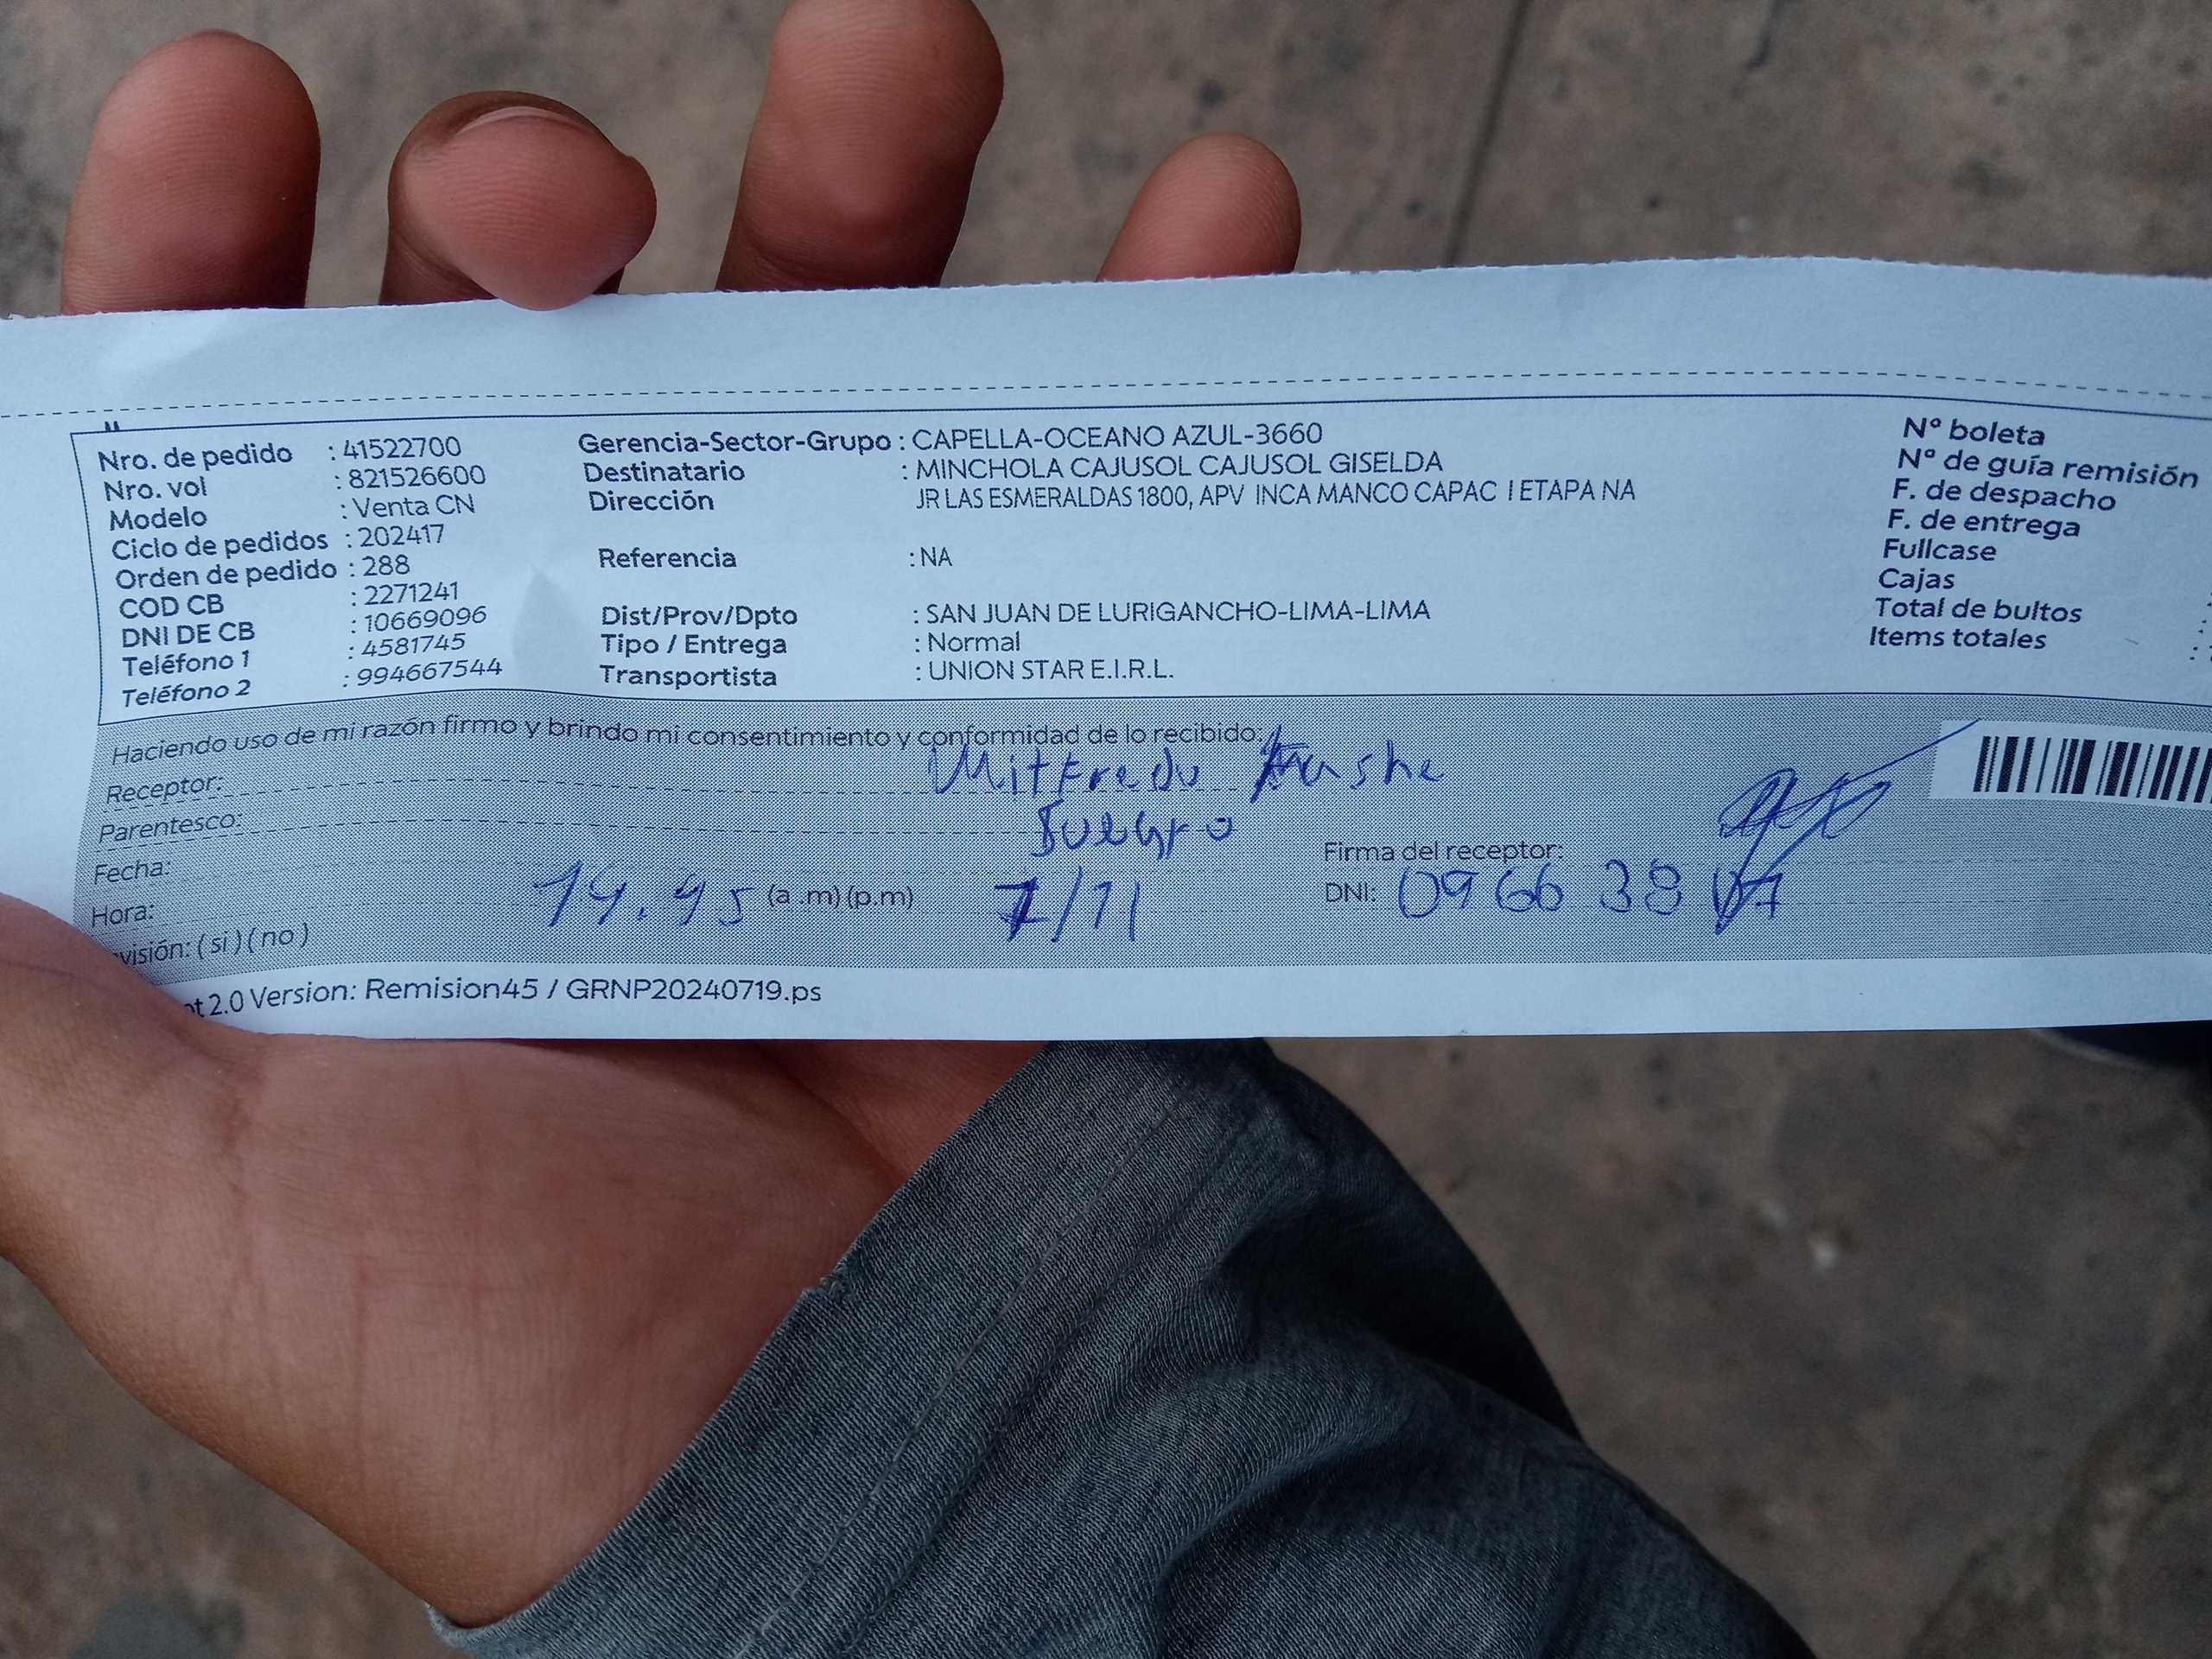 Nro. de pedido : 41522700
Nro. vol : 821526600
Modelo : Venta CN
Ciclo de pedidos : 202417
Orden de pedido : 288
COD CB : 2271241
DNI DE CB : 10669096
Teléfono 1 : 4581745
Teléfono 2 : 994667544
Gerencia-Sector-Grupo : CAPELLA-OCEANO AZUL-3660
Destinatario : MINCHOLA CAJUSOL CAJUSOL GISELDA
Dirección JR LAS ESMERALDAS 1800, APV INCA MANCO CAPAC I ETAPA NA
Referencia : NA
Dist/Prov/Dpto : SAN JUAN DE LURIGANCHO-LIMA-LIMA
Tipo / Entrega : Normal
Transportista : UNION STAR E.I.R.L.
Nº boleta
Nº de guía remisión
F. de despacho
F. de entrega
Fullcase
Cajas
Total de bultos :
Items totales :
Haciendo uso de mi razón firmo y brindo mi consentimiento y conformidad de lo recibido:
Receptor:
Parentesco: Suegro
Fecha:
Firma del receptor:
Hora: (a .m) (p.m) /11 DNI: 0966 38
visión: ( si ) ( no )
2.0 Version: Remision45 / GRNP20240719.ps